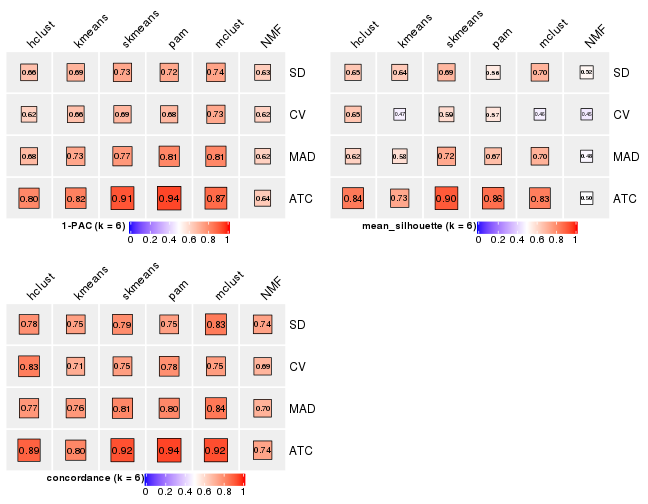 hclust kmeans skmeans pam mclust NMF
0.66 0.69 0.73 0.72 0.74 0.63 SD
0.62 0.66 0.69 0.68 0.73 0.62 CV
0.68 0.73 0.77 0.81 0.81 0.62 MAD
0.80 0.82 0.91 0.94 0.87 0.64 ATC
1-PAC (k = 6)
0 0.2 0.4 0.6 0.8 1
hclust kmeans skmeans pam mclust NMF
0.65 0.64 0.69 0.56 0.70 0.52 SD
0.65 0.47 0.59 0.57 0.46 0.45 CV
0.62 0.58 0.72 0.67 0.70 0.48 MAD
0.84 0.73 0.90 0.86 0.83 0.50 ATC
mean_silhouette (k = 6)
0 0.2 0.4 0.6 0.8 1
hclust kmeans skmeans pam mclust NMF
0.78 0.75 0.79 0.75 0.83 0.74 SD
0.83 0.71 0.75 0.78 0.75 0.69 CV
0.77 0.76 0.81 0.80 0.84 0.70 MAD
0.89 0.80 0.92 0.94 0.92 0.74 ATC
concordance (k = 6)
0 0.2 0.4 0.6 0.8 1